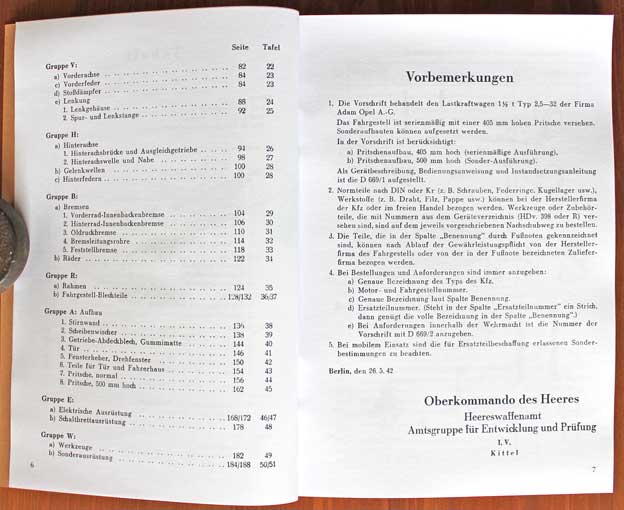 Seite Tafel
Gruppe V: 82 22
a) Vorderachse 84 23
c) Vorderfeder 84 23
d) Stoßdämpfer
e) Lenkung
1. Lenkgehäuse 88 24
2. Spur- und Lenkstange 92 25
Gruppe H:
a) Hinterachse
1. Hinterachsbrücke und Ausgleichgetriebe 94 26
2. Hinterachswelle und Nabe 98 27
b) Gelenkwellen 100 28
c) Hinterfedern 100 28
Gruppe B:
a) Bremsen
1. Vorderrad-Innenbackenbremse 104 29
2. Hinterrad-Innenbackenbremse 106 30
3. Öldruckbremse 110 31
4. Bremsleitungsrohre 114 32
5. Feststellbremse 118 33
b) Räder 122 34
Gruppe R:
a) Rahmen 124 35
b) Fahrgestell-Blechteile 128/132 36/37
Gruppe A: Aufbau
1. Stirnwand 136 38
2. Scheibenwischer 138 39
3. Getriebe-Abdeckblech, Gummimatte 144 40
4. Tür 146 41
5. Fensterheber, Drehfenster 150 42
6. Teile für Tür und Fahrerhaus 154 43
7. Pritsche, normal 156 44
8. Pritsche, 500 mm hoch 162 45
Gruppe E:
a) Elektrische Ausrüstung 168/172 46/47
b) Schaltbrettausrüstung 178 48
Gruppe W:
a) Werkzeuge 182 49
b) Sonderausrüstung 184/188 50/51
6
Vorbemerkungen
1. Die Vorschrift behandelt den Lastkraftwagen 1½ t Typ 2,5—32 der Firma
Adam Opel A.-G.
Das Fahrgestell ist serienmäßig mit einer 405 mm hohen Pritsche versehen.
Sonderaufbauten können aufgesetzt werden.
In der Vorschrift ist berücksichtigt:
a) Pritschenaufbau, 405 mm hoch (serienmäßige Ausführung),
b) Pritschenaufbau, 500 mm hoch (Sonder-Ausführung).
Als Gerätbeschreibung, Bedienungsanweisung und Instandsetzungsanleitung
ist die D 669/1 aufgestellt.
2. Normteile nach DIN oder Kr (z. B. Schrauben, Federringe, Kugellager usw.),
Werkstoffe (z. B. Draht, Filz, Pappe usw.) können bei der Herstellerfirma
der Kfz oder im freien Handel bezogen werden. Werkzeuge oder Zubehör-
teile, die mit Nummern aus dem Geräteverzeichnis (HDv. 398 oder R) ver-
sehen sind, sind auf dem jeweils vorgeschriebenen Nachschubweg zu bestellen.
3. Die Teile, die in der Spalte „Benennung" durch Fußnoten gekennzeichnet
sind, können nach Ablauf der Gewährleistungspflicht von der Hersteller-
firma des Fahrgestells oder von der in der Fußnote bezeichneten Zuliefer-
firma bezogen werden.
4. Bei Bestellungen und Anforderungen sind immer anzugeben:
a) Genaue Bezeichnung des Typs des Kfz.
b) Motor- und Fahrgestellnummer.
c) Genaue Bezeichnung laut Spalte Benennung.
d) Ersatzteilnummer. (Steht in der Spalte „Ersatzteilnummer" ein Strich,
dann genügt die volle Bezeichnung in der Spalte „Benennung".)
e) Bei Anforderungen innerhalb der Wehrmacht ist die Nummer der
Vorschrift mit D 669/2 anzugeben.
5. Bei mobilem Einsatz sind die für Ersatzteilbeschaffung erlassenen Sonder-
bestimmungen zu beachten.
Berlin, den 26. 5. 42
Oberkommando des Heeres
Heereswaffenamt
Amtsgruppe für Entwicklung und Prüfung
I. V.
Kittel
7